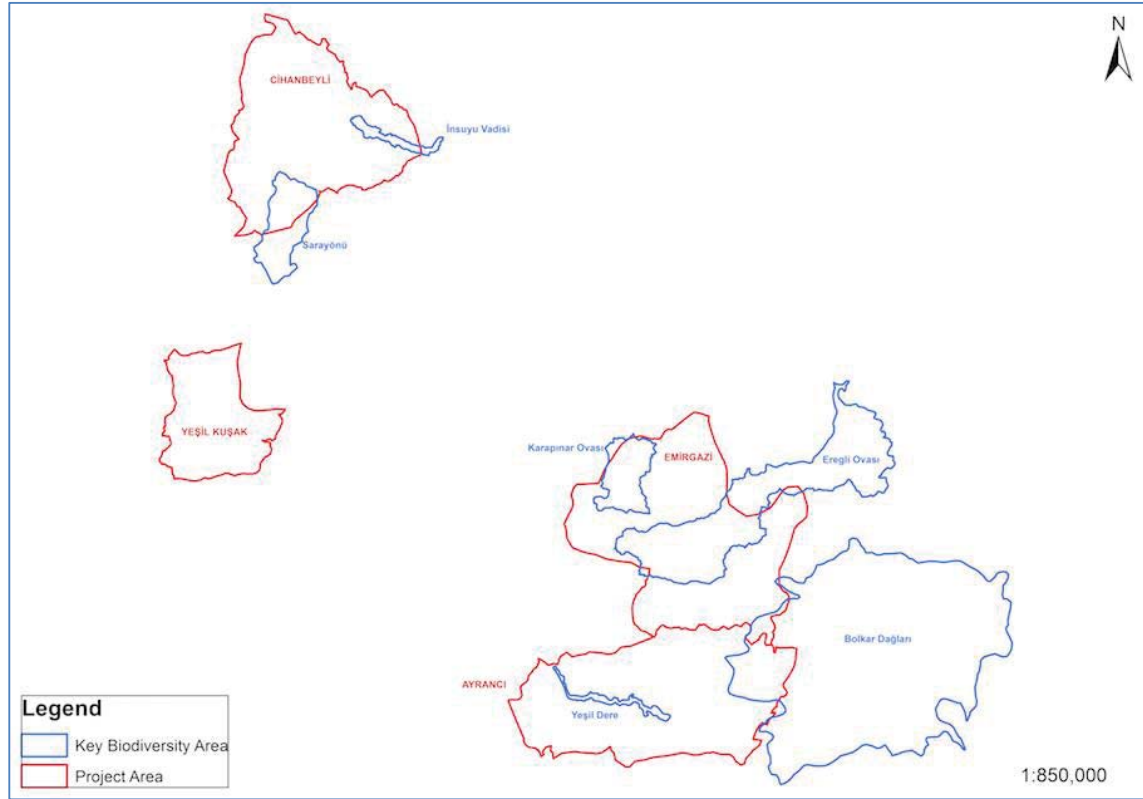 N
CİHANBEYLİ
İnsuyu Vadisi
Sarayönü
YEŞİL KUŞAK
Karapınar Ovası
EMİRGAZİ
Eregli Ovası
Bolkar Dağları
AYRANCI
Yeşil Dere
Legend
Key Biodiversity Area
Project Area
1:850,000